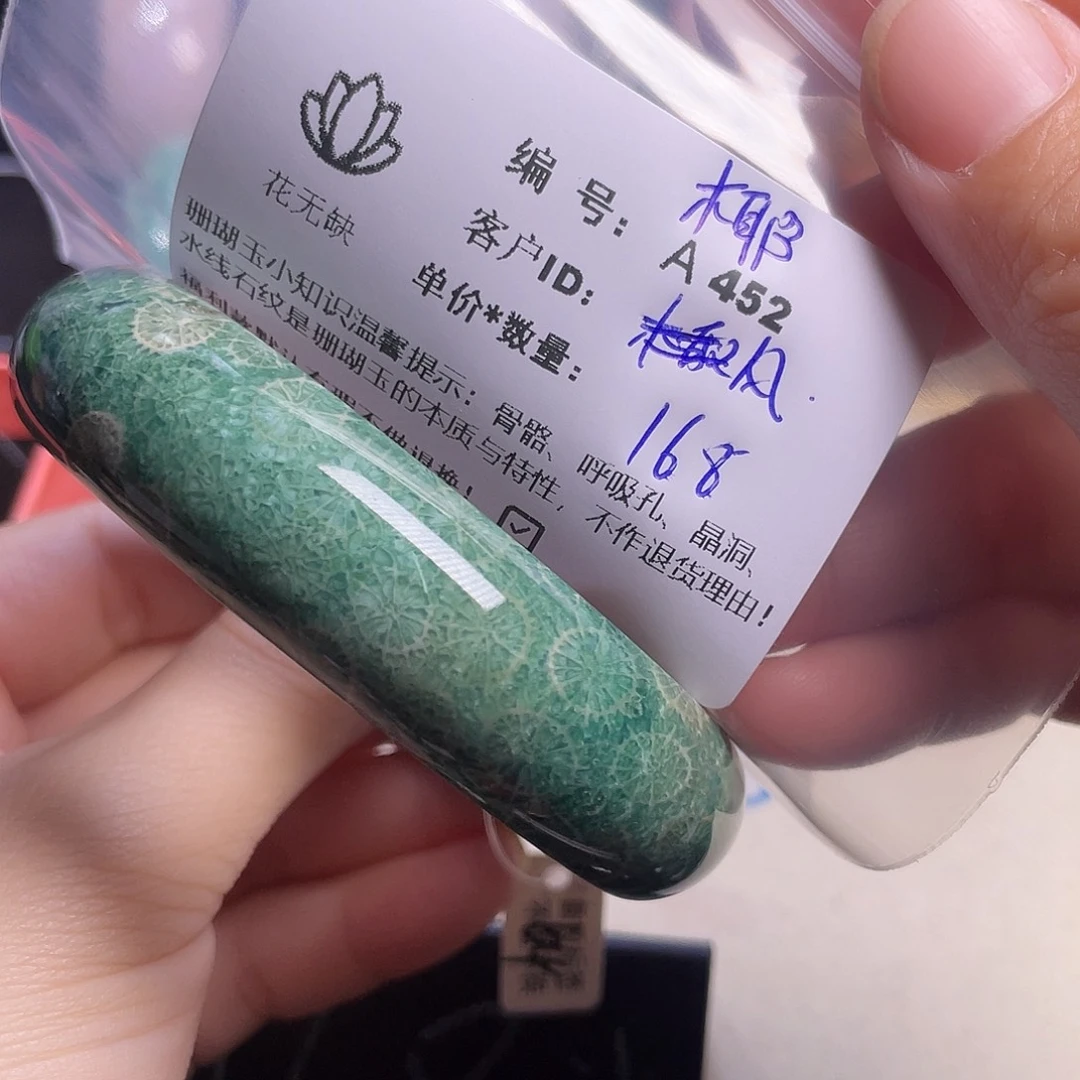 花无缺
编 号:
木耶
A 452
客户ID:
单价*数量:
168
珊瑚玉小知识温馨提示:骨骼、呼吸孔、晶洞、
水线石纹是珊瑚玉的本质与特性,不作退货理由!